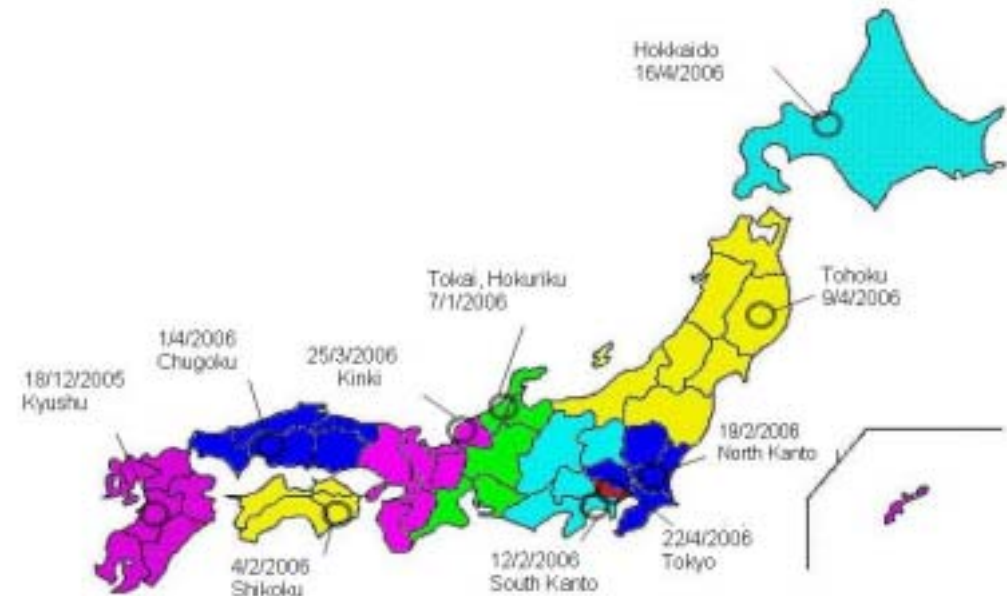 Hokkaido
16/4/2006
Tokai, Hokuriku
7/1/2006
Tohoku
9/4/2006
1/4/2006
Chugoku
25/3/2006
Kinki
18/12/2005
Kyushu
19/2/2006
North Kanto
22/4/2006
Tokyo
12/2/2006
South Kanto
4/2/2006
Shikoku